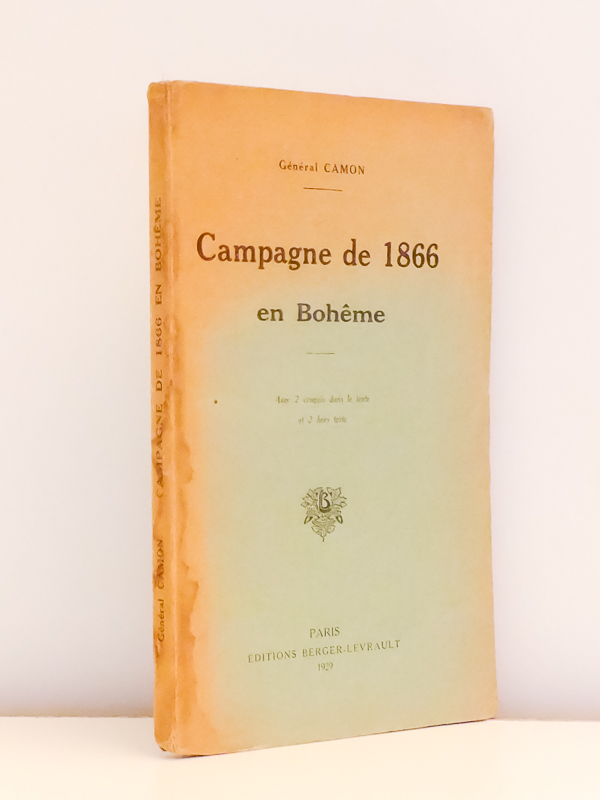 Général CAMON
Campagne de 1866
en Bohême
Avec 2 croquis dans le texte
et 2 hors texte
B
PARIS
ÉDITIONS BERGER-LEVRAULT
1929
Général CAMON CAMPAGNE DE 1866 EN BOHÊME